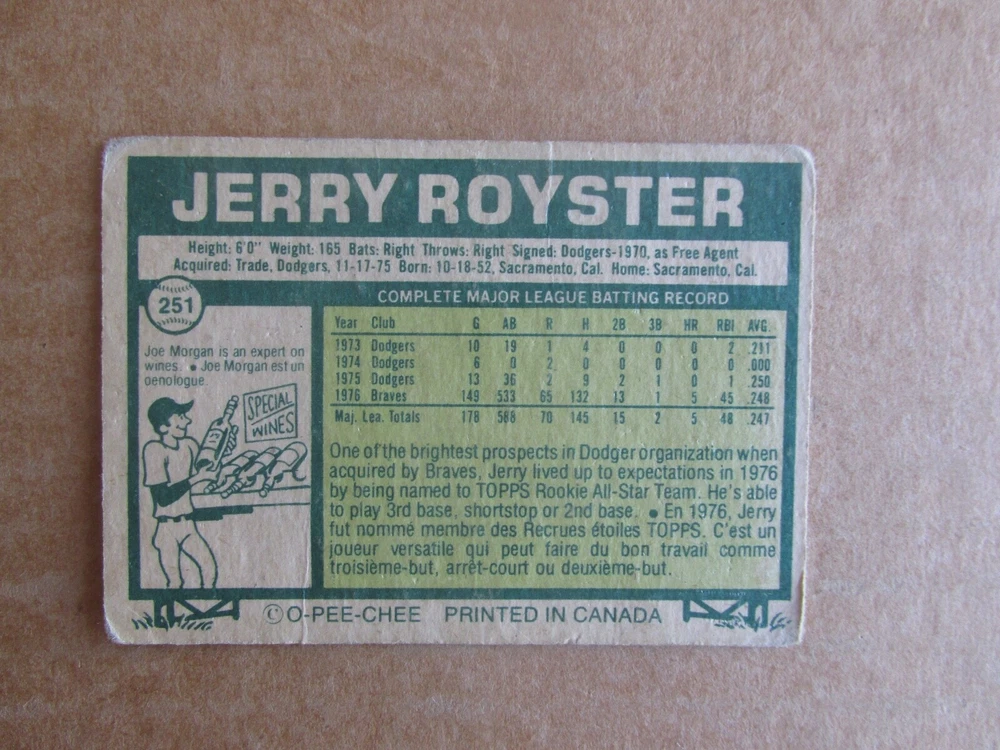 JERRY ROYSTER
Height: 6'0" Weight: 165 Bats: Right Throws: Right Signed: Dodgers-1970, as Free Agent
Acquired: Trade, Dodgers, 11-17-75 Born: 10-18-52, Sacramento, Cal. Home: Sacramento, Cal.
251
COMPLETE MAJOR LEAGUE BATTING RECORD
Joe Morgan is an expert on
wines. • Joe Morgan est un
oenologue.
SPECIAL
WINES
Year Club G AB R H 2B 3B HR RBI AVG.
1973 Dodgers 10 19 1 4 0 0 0 2 .211
1974 Dodgers 6 0 2 0 0 0 0 0 .000
1975 Dodgers 13 36 2 9 2 1 0 1 .250
1976 Braves 149 533 65 132 13 1 5 45 .248
Maj. Lea. Totals 178 588 70 145 15 2 5 48 .247
One of the brightest prospects in Dodger organization when
acquired by Braves, Jerry lived up to expectations in 1976
by being named to TOPPS Rookie All-Star Team. He's able
to play 3rd base, shortstop or 2nd base. • En 1976, Jerry
fut nommé membre des Recrues étoiles TOPPS. C'est un
joueur versatile qui peut faire du bon travail comme
troisième-but, arrêt-court ou deuxième-but.
© O-PEE-CHEE PRINTED IN CANADA